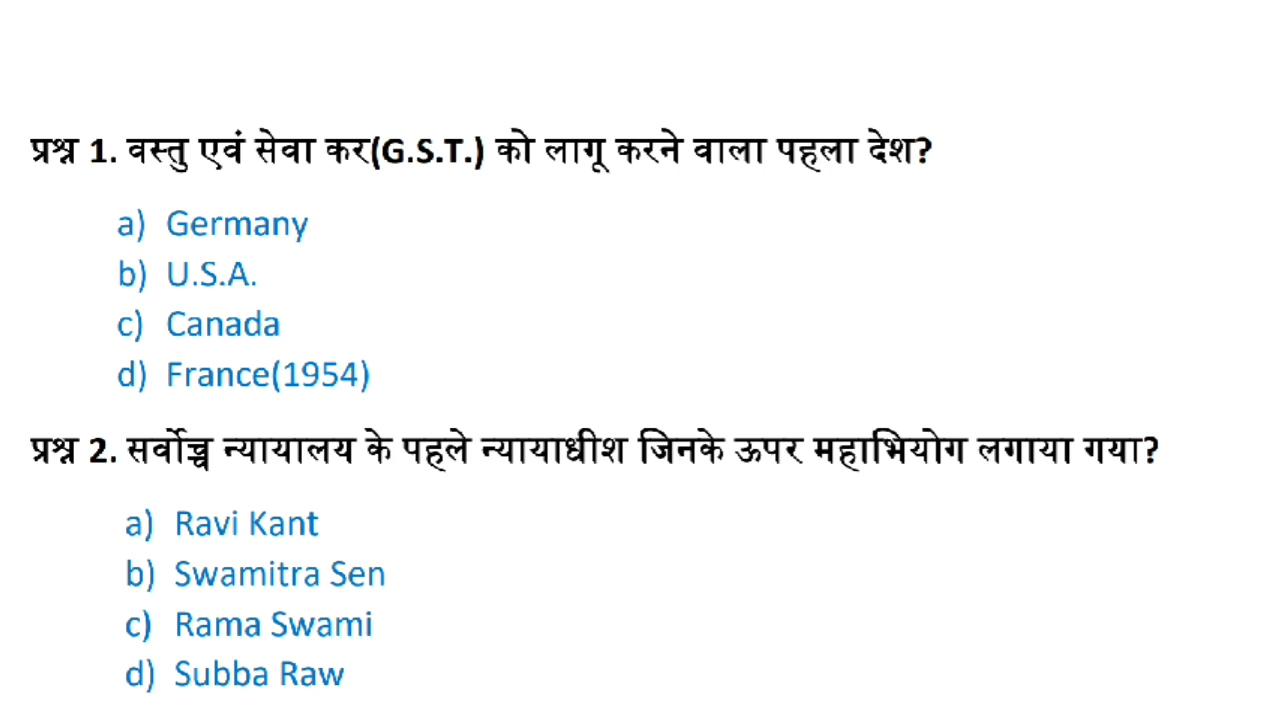 प्रश्न 1. वस्तु एवं सेवा कर(G.S.T.) को लागू करने वाला पहला देश?
a) Germany
b) U.S.A.
c) Canada
d) France(1954)
प्रश्न 2. सर्वोच्च न्यायालय के पहले न्यायाधीश जिनके ऊपर महाभियोग लगाया गया?
a) Ravi Kant
b) Swamitra Sen
c) Rama Swami
d) Subba Raw